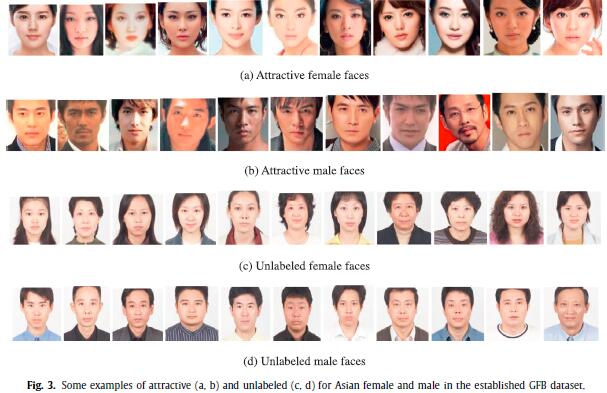 (a) Attractive female faces
(b) Attractive male faces
(c) Unlabeled female faces
(d) Unlabeled male faces
Fig. 3. Some examples of attractive (a, b) and unlabeled (c, d) for Asian female and male in the established GFB dataset.